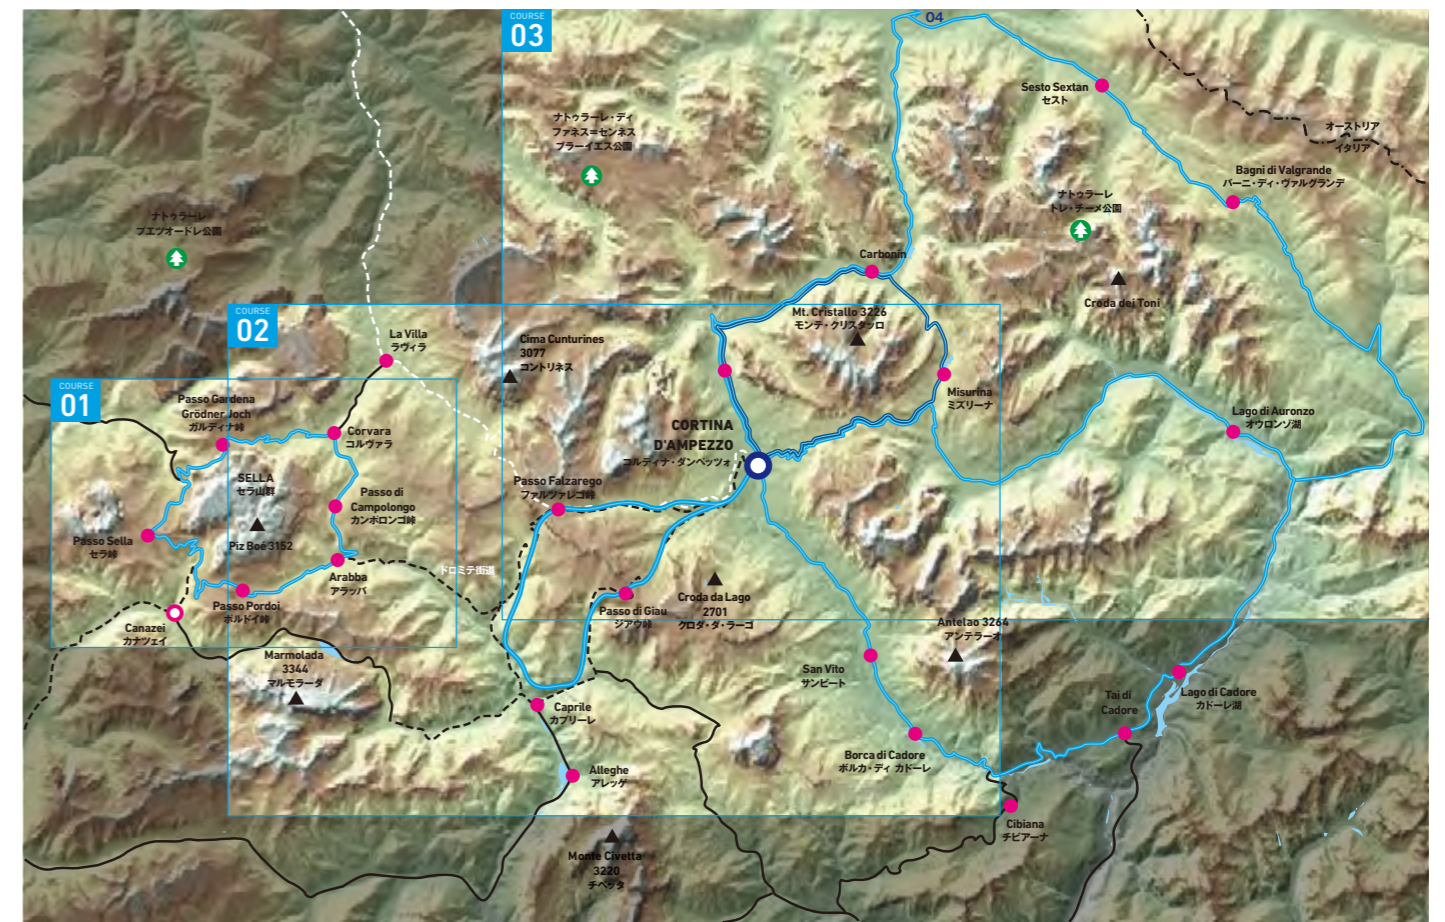 COURSE
03
04
Sesto Sextan
セスト
オーストリア
イタリア
ナトゥラーレ・ディ
ファネス＝センネス
ブラーイエス公園
Bagni di Valgrande
バーニ・ディ・ヴァルグランデ
ナトゥラーレ
トレ・チーメ公園
ナトゥラーレ
プエツオードレ公園
Carbonin
Croda dei Toni
COURSE
02
Mt. Cristallo 3226
モンテ・クリスタッロ
La Villa
ラヴィラ
Cima Cunturines
3077
コントリネス
COURSE
01
Misurina
ミズリーナ
Passo Gardena
Grödner Joch
ガルディナ峠
Corvara
コルヴァラ
CORTINA
D'AMPEZZO
コルティナ・ダンペッツォ
Lago di Auronzo
オウロンゾ湖
SELLA
セラ山群
Passo di
Campolongo
カンポロンゴ峠
Passo Falzarego
ファルツァレゴ峠
Passo Sella
セラ峠
Piz Boé 3152
Arabba
アラッバ
ドロミテ街道
Passo Pordoi
ポルドイ峠
Passo di Giau
ジアウ峠
Croda da Lago
2701
クロダ・ダ・ラーゴ
Canazei
カナツェイ
Antelao 3264
アンテラーオ
Marmolada
3344
マルモラーダ
San Vito
サンビート
Tai di
Cadore
Lago di Cadore
カドーレ湖
Caprile
カプリーレ
Borca di Cadore
ボルカ・ディ カドーレ
Alleghe
アレッゲ
Cibiana
チビアーナ
Monte Civetta
3220
チベッタ